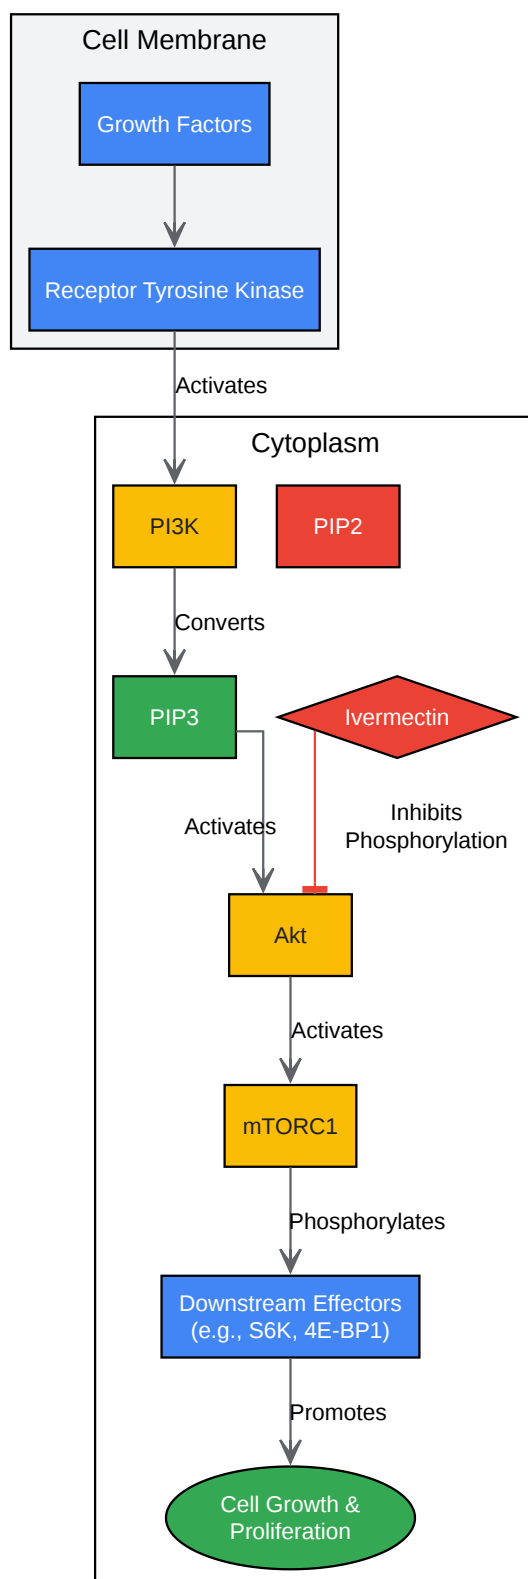 Cell Membrane
Growth Factors
Receptor Tyrosine Kinase
Activates
Cytoplasm
PI3K
PIP2
Converts
PIP3
Ivermectin
Activates
Inhibits
Phosphorylation
Akt
Activates
mTORC1
Phosphorylates
Downstream Effectors
(e.g., S6K, 4E-BP1)
Promotes
Cell Growth &
Proliferation